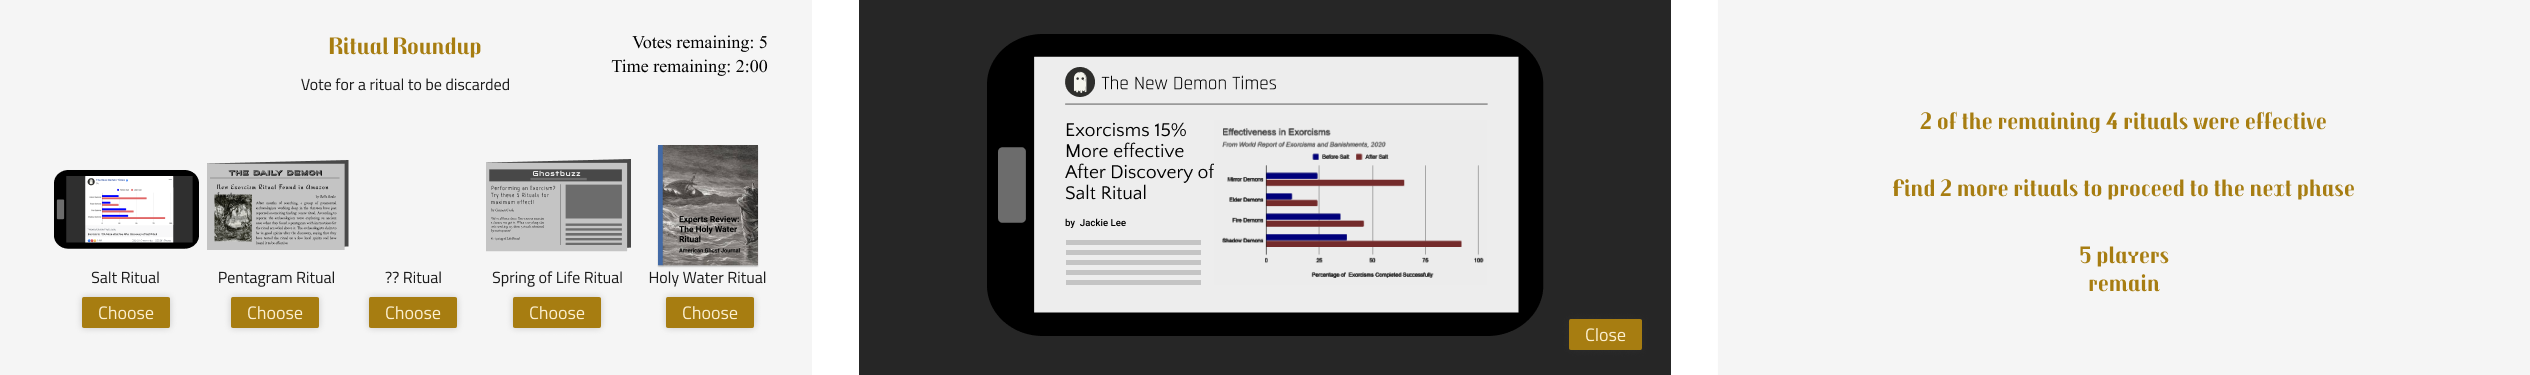 Ritual Roundup
Votes remaining: 5
Time remaining: 2:00
Vote for a ritual to be discarded
THE DAILY DEMON
New Exorcism Ritual Found in Amazon
Ghostbuzz
Performing an Exorcism?
Try these 5 Rituals for
maximum effect!
Experts Review:
The Holy Water
Ritual
American Ghost Journal
Salt Ritual
Pentagram Ritual
?? Ritual
Spring of Life Ritual
Holy Water Ritual
Choose
Choose
Choose
Choose
Choose
The New Demon Times
Exorcisms 15%
More effective
After Discovery of
Salt Ritual
by Jackie Lee
Effectiveness in Exorcisms
From World Report of Exorcisms and Banishments, 2020
Before Salt
After Salt
Minor Demons
Elder Demons
Fire Demons
Shadow Demons
0
25
50
75
100
Percentage of Exorcisms Completed Successfully
Close
2 of the remaining 4 rituals were effective
Find 2 more rituals to proceed to the next phase
5 players
remain